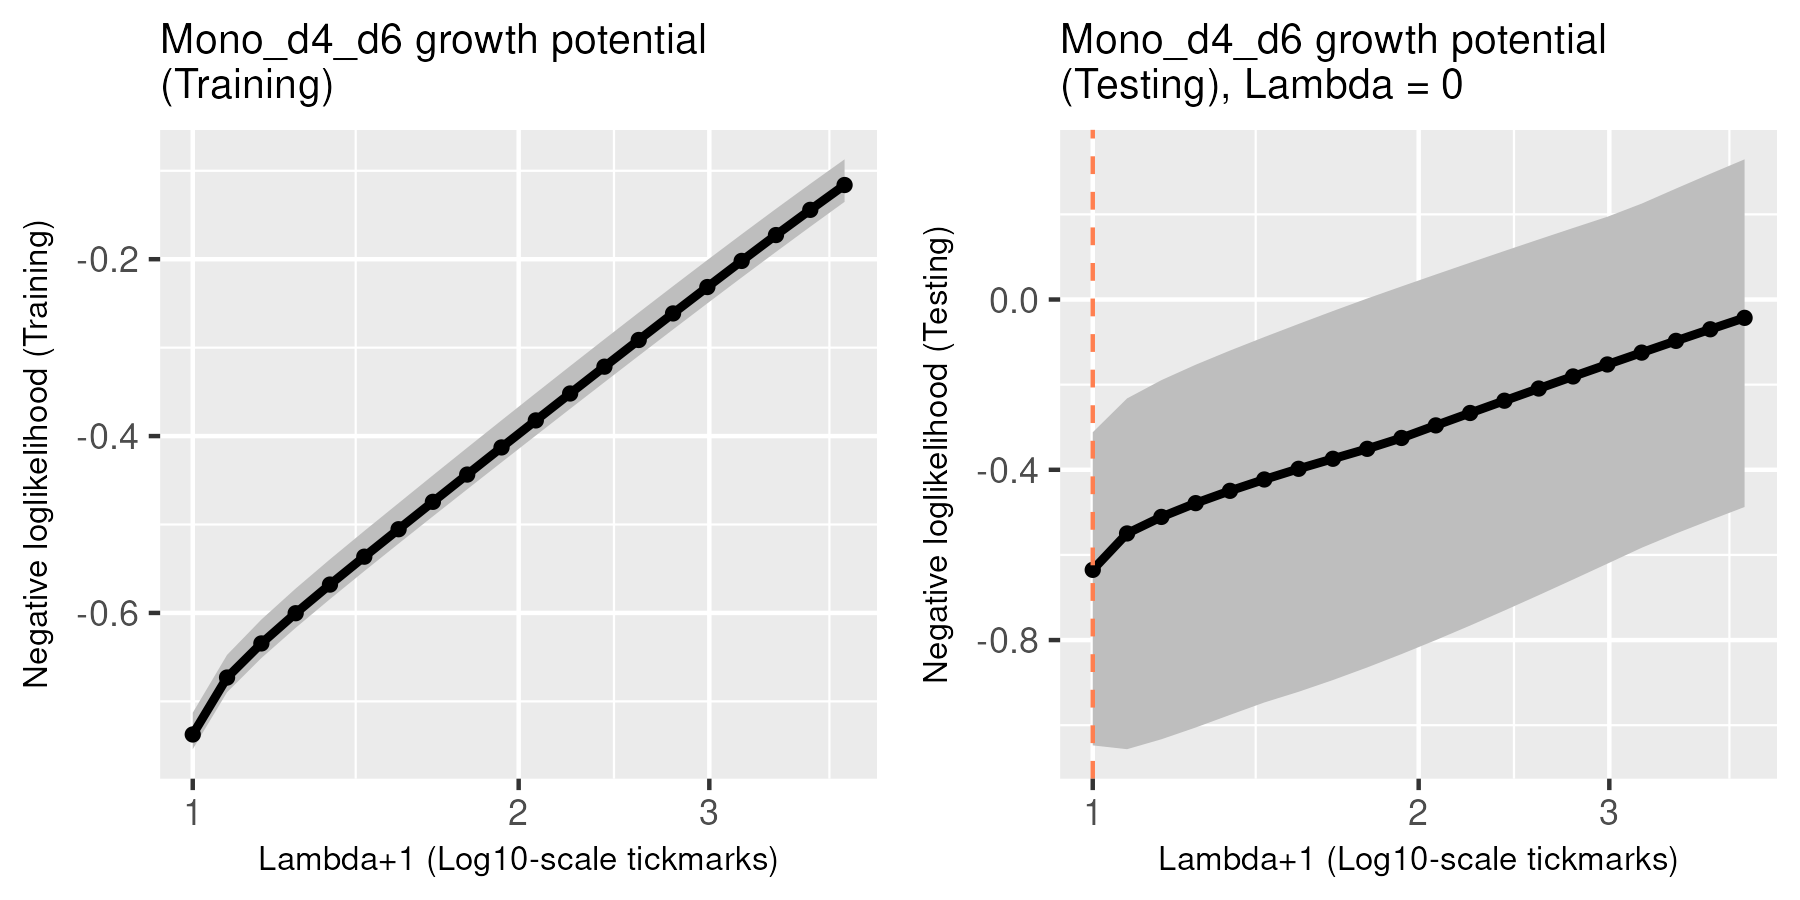 Mono_d4_d6 growth potential
(Training)
Negative loglikelihood (Training)
-0.2
-0.4
-0.6
1
2
3
Lambda+1 (Log10-scale tickmarks)
Mono_d4_d6 growth potential
(Testing), Lambda = 0
Negative loglikelihood (Testing)
0.0
-0.4
-0.8
1
2
3
Lambda+1 (Log10-scale tickmarks)